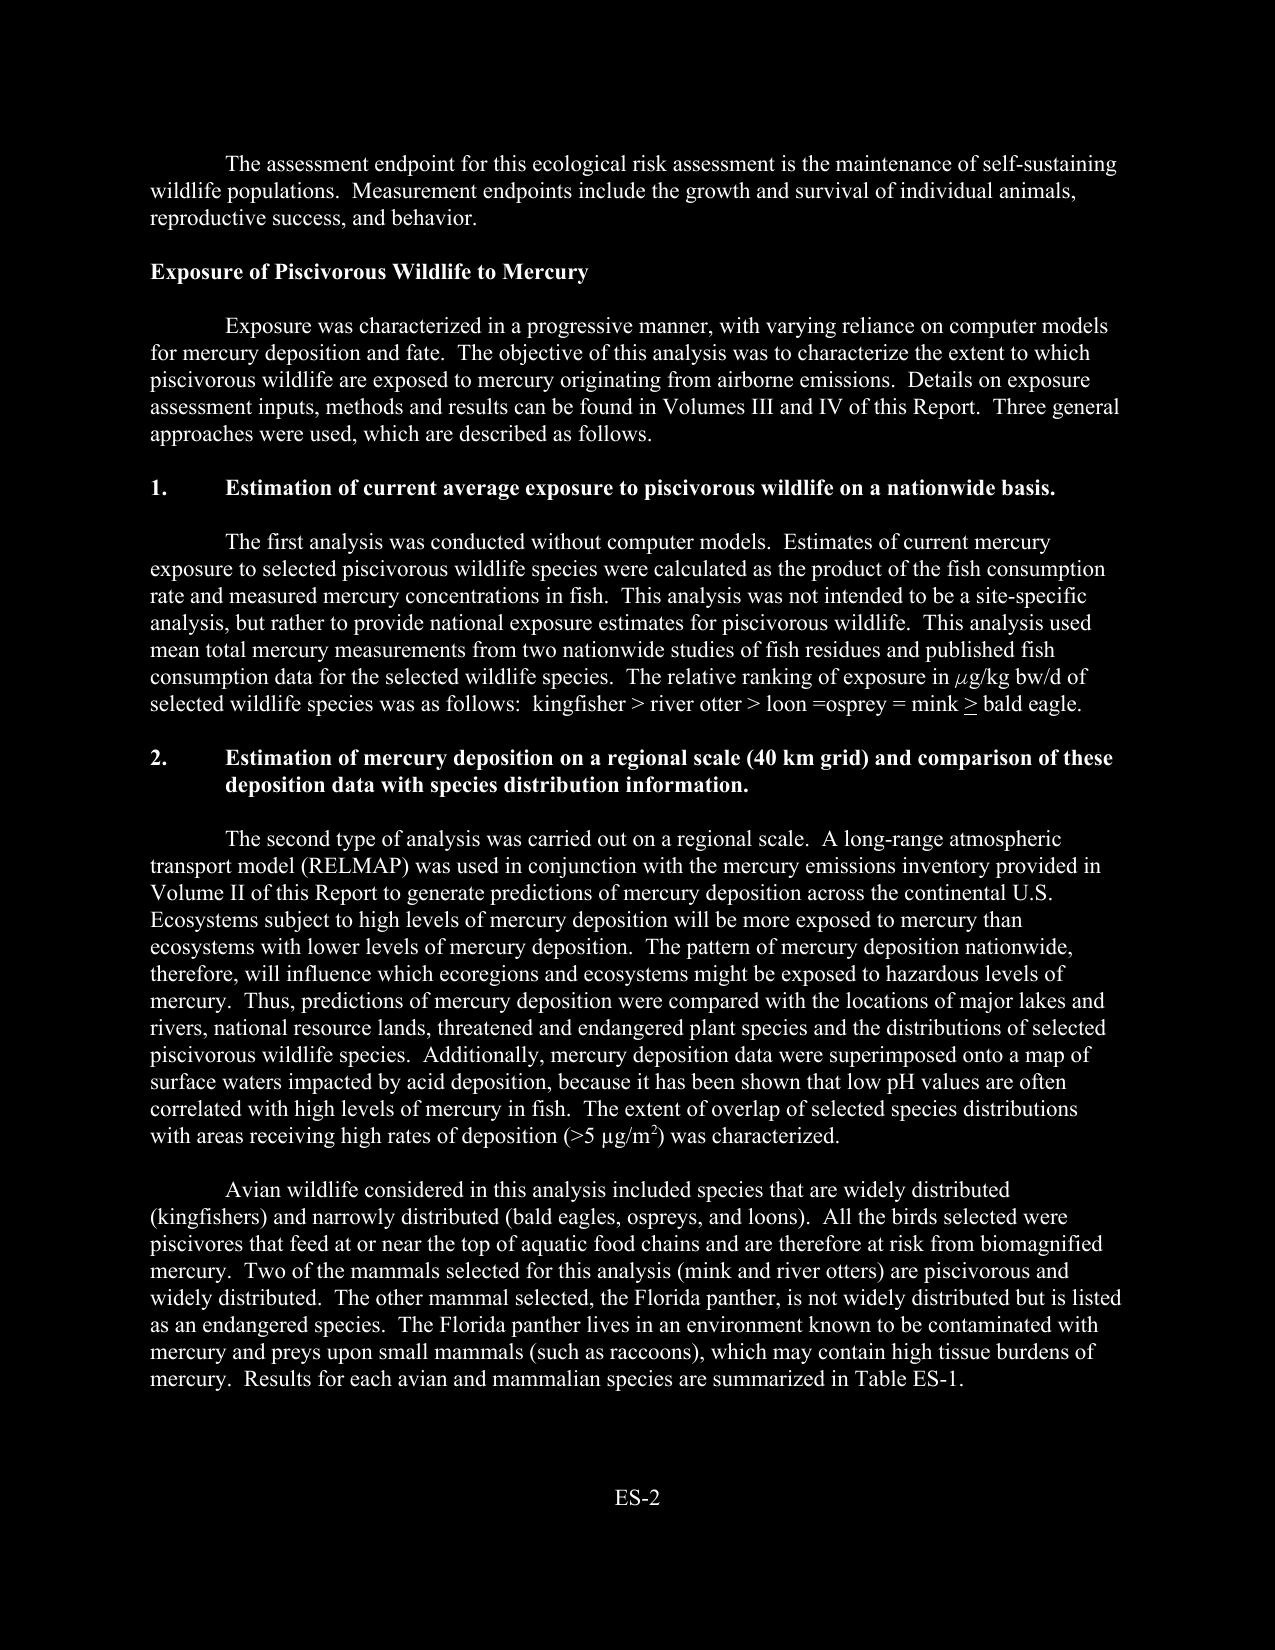 The assessment endpoint for this ecological risk assessment is the maintenance of self-sustaining
wildlife populations.  Measurement endpoints include the growth and survival of individual animals,
reproductive success, and behavior.
Exposure of Piscivorous Wildlife to Mercury
Exposure was characterized in a progressive manner, with varying reliance on computer models
for mercury deposition and fate.  The objective of this analysis was to characterize the extent to which
piscivorous wildlife are exposed to mercury originating from airborne emissions.  Details on exposure
assessment inputs, methods and results can be found in Volumes III and IV of this Report.  Three general
approaches were used, which are described as follows.
1. Estimation of current average exposure to piscivorous wildlife on a nationwide basis.
The first analysis was conducted without computer models.  Estimates of current mercury
exposure to selected piscivorous wildlife species were calculated as the product of the fish consumption
rate and measured mercury concentrations in fish.  This analysis was not intended to be a site-specific
analysis, but rather to provide national exposure estimates for piscivorous wildlife.  This analysis used
mean total mercury measurements from two nationwide studies of fish residues and published fish
consumption data for the selected wildlife species.  The relative ranking of exposure in µg/kg bw/d of
selected wildlife species was as follows:  kingfisher > river otter > loon =osprey = mink ≥ bald eagle.
2. Estimation of mercury deposition on a regional scale (40 km grid) and comparison of these
deposition data with species distribution information.
The second type of analysis was carried out on a regional scale.  A long-range atmospheric
transport model (RELMAP) was used in conjunction with the mercury emissions inventory provided in
Volume II of this Report to generate predictions of mercury deposition across the continental U.S.
Ecosystems subject to high levels of mercury deposition will be more exposed to mercury than
ecosystems with lower levels of mercury deposition.  The pattern of mercury deposition nationwide,
therefore, will influence which ecoregions and ecosystems might be exposed to hazardous levels of
mercury.  Thus, predictions of mercury deposition were compared with the locations of major lakes and
rivers, national resource lands, threatened and endangered plant species and the distributions of selected
piscivorous wildlife species.  Additionally, mercury deposition data were superimposed onto a map of
surface waters impacted by acid deposition, because it has been shown that low pH values are often
correlated with high levels of mercury in fish.  The extent of overlap of selected species distributions
with areas receiving high rates of deposition (>5 µg/m²) was characterized.
Avian wildlife considered in this analysis included species that are widely distributed
(kingfishers) and narrowly distributed (bald eagles, ospreys, and loons).  All the birds selected were
piscivores that feed at or near the top of aquatic food chains and are therefore at risk from biomagnified
mercury.  Two of the mammals selected for this analysis (mink and river otters) are piscivorous and
widely distributed.  The other mammal selected, the Florida panther, is not widely distributed but is listed
as an endangered species.  The Florida panther lives in an environment known to be contaminated with
mercury and preys upon small mammals (such as raccoons), which may contain high tissue burdens of
mercury.  Results for each avian and mammalian species are summarized in Table ES-1.
ES-2